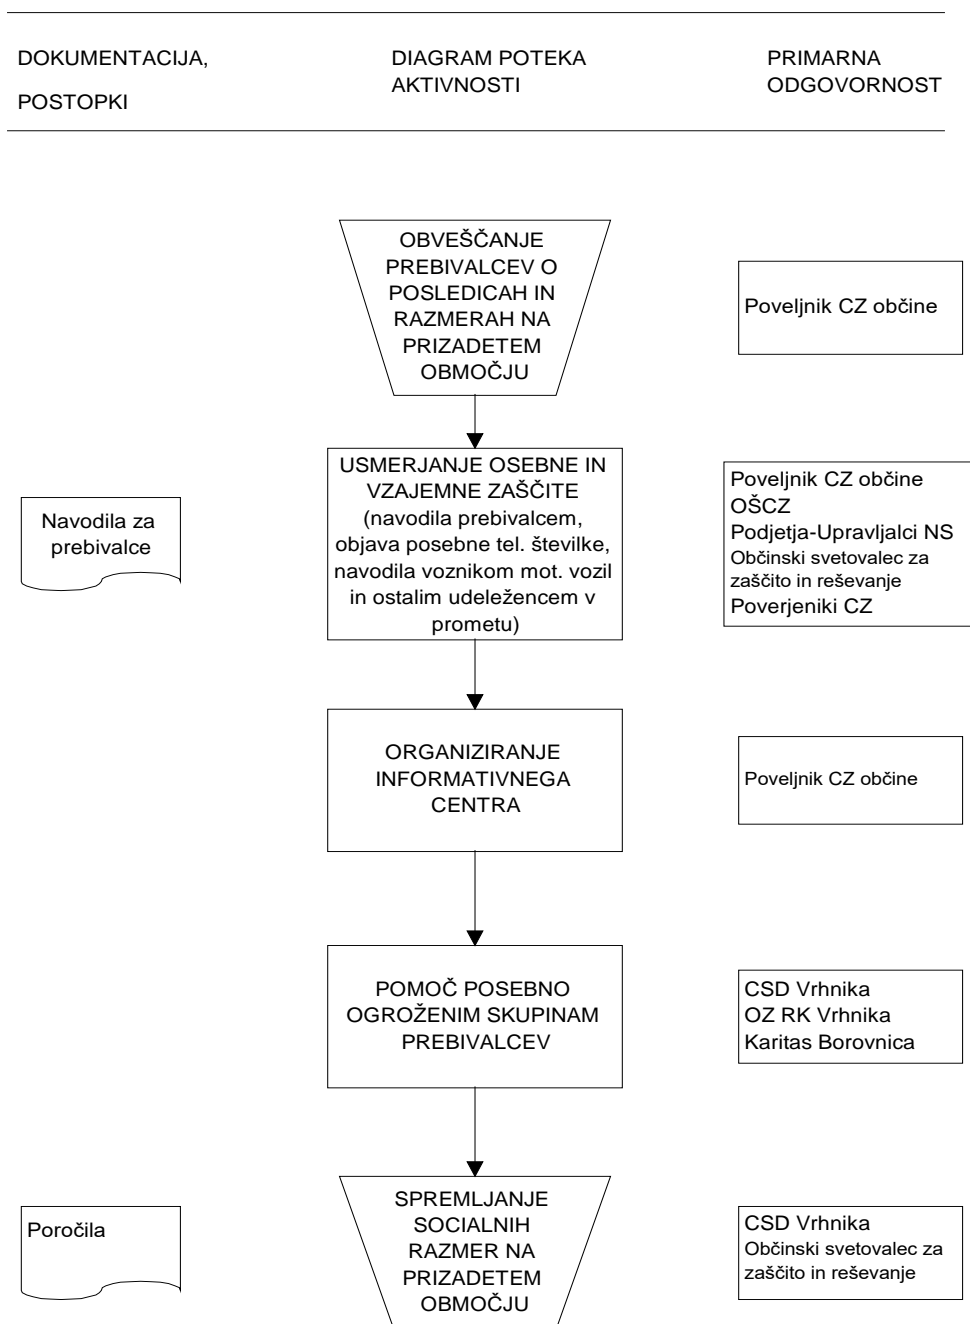 DOKUMENTACIJA,
POSTOPKI
DIAGRAM POTEKA
AKTIVNOSTI
PRIMARNA
ODGOVORNOST
OBVEŠČANJE
PREBIVALCEV O
POSLEDICAH IN
RAZMERAH NA
PRIZADETEM
OBMOČJU
Poveljnik CZ občine
Navodila za
prebivalce
USMERJANJE OSEBNE IN
VZAJEMNE ZAŠČITE
(navodila prebivalcem,
objava posebne tel. številke,
navodila voznikom mot. vozil
in ostalim udeležencem v
prometu)
Poveljnik CZ občine
OŠCZ
Podjetja-Upravljalci NS
Občinski svetovalec za
zaščito in reševanje
Poverjeniki CZ
ORGANIZIRANJE
INFORMATIVNEGA
CENTRA
Poveljnik CZ občine
POMOČ POSEBNO
OGROŽENIM SKUPINAM
PREBIVALCEV
CSD Vrhnika
OZ RK Vrhnika
Karitas Borovnica
Poročila
SPREMLJANJE
SOCIALNIH
RAZMER NA
PRIZADETEM
OBMOČJU
CSD Vrhnika
Občinski svetovalec za
zaščito in reševanje